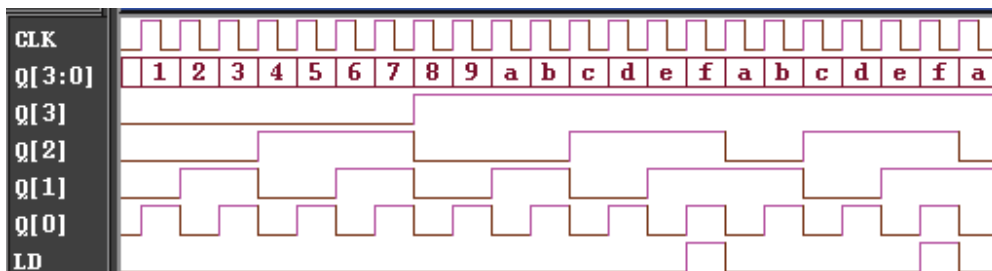 CLK
Q[3:0] 1 2 3 4 5 6 7 8 9 a b c d e f a b c d e f a
Q[3]
Q[2]
Q[1]
Q[0]
LD